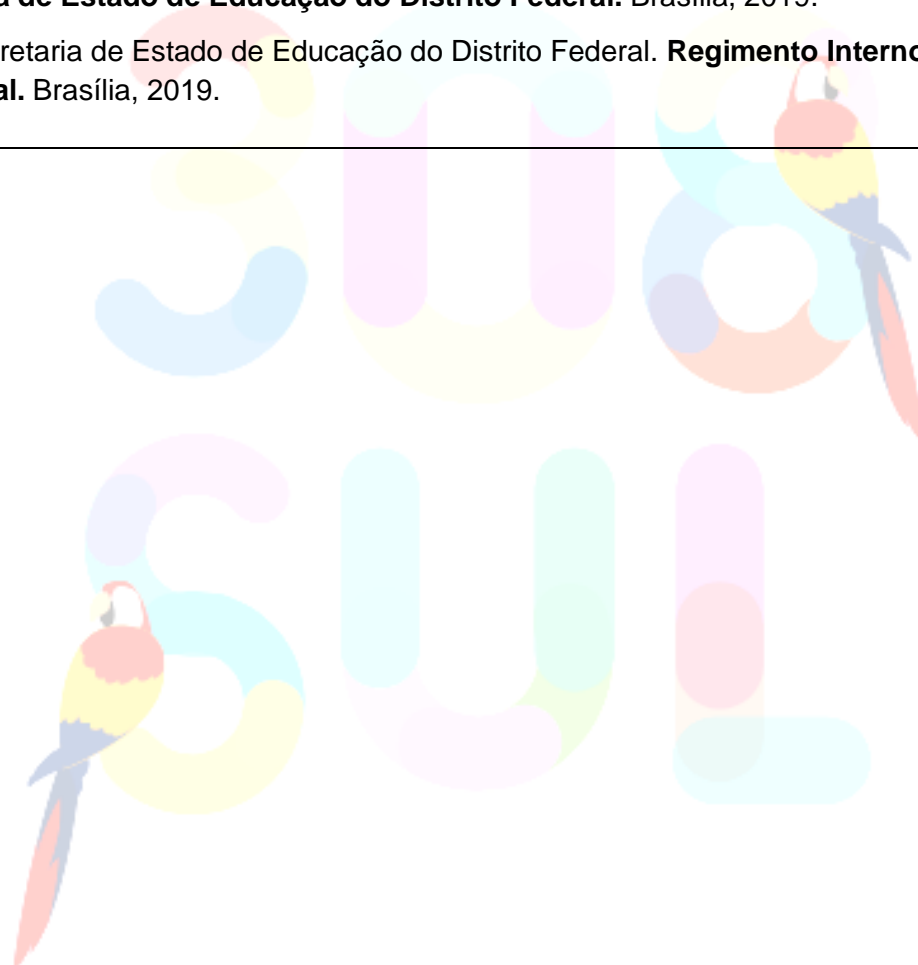 a de Estado de Educação do Distrito Federal. Brasília, 2019.
retaria de Estado de Educação do Distrito Federal. Regimento Interno
al. Brasília, 2019.
308
SUL